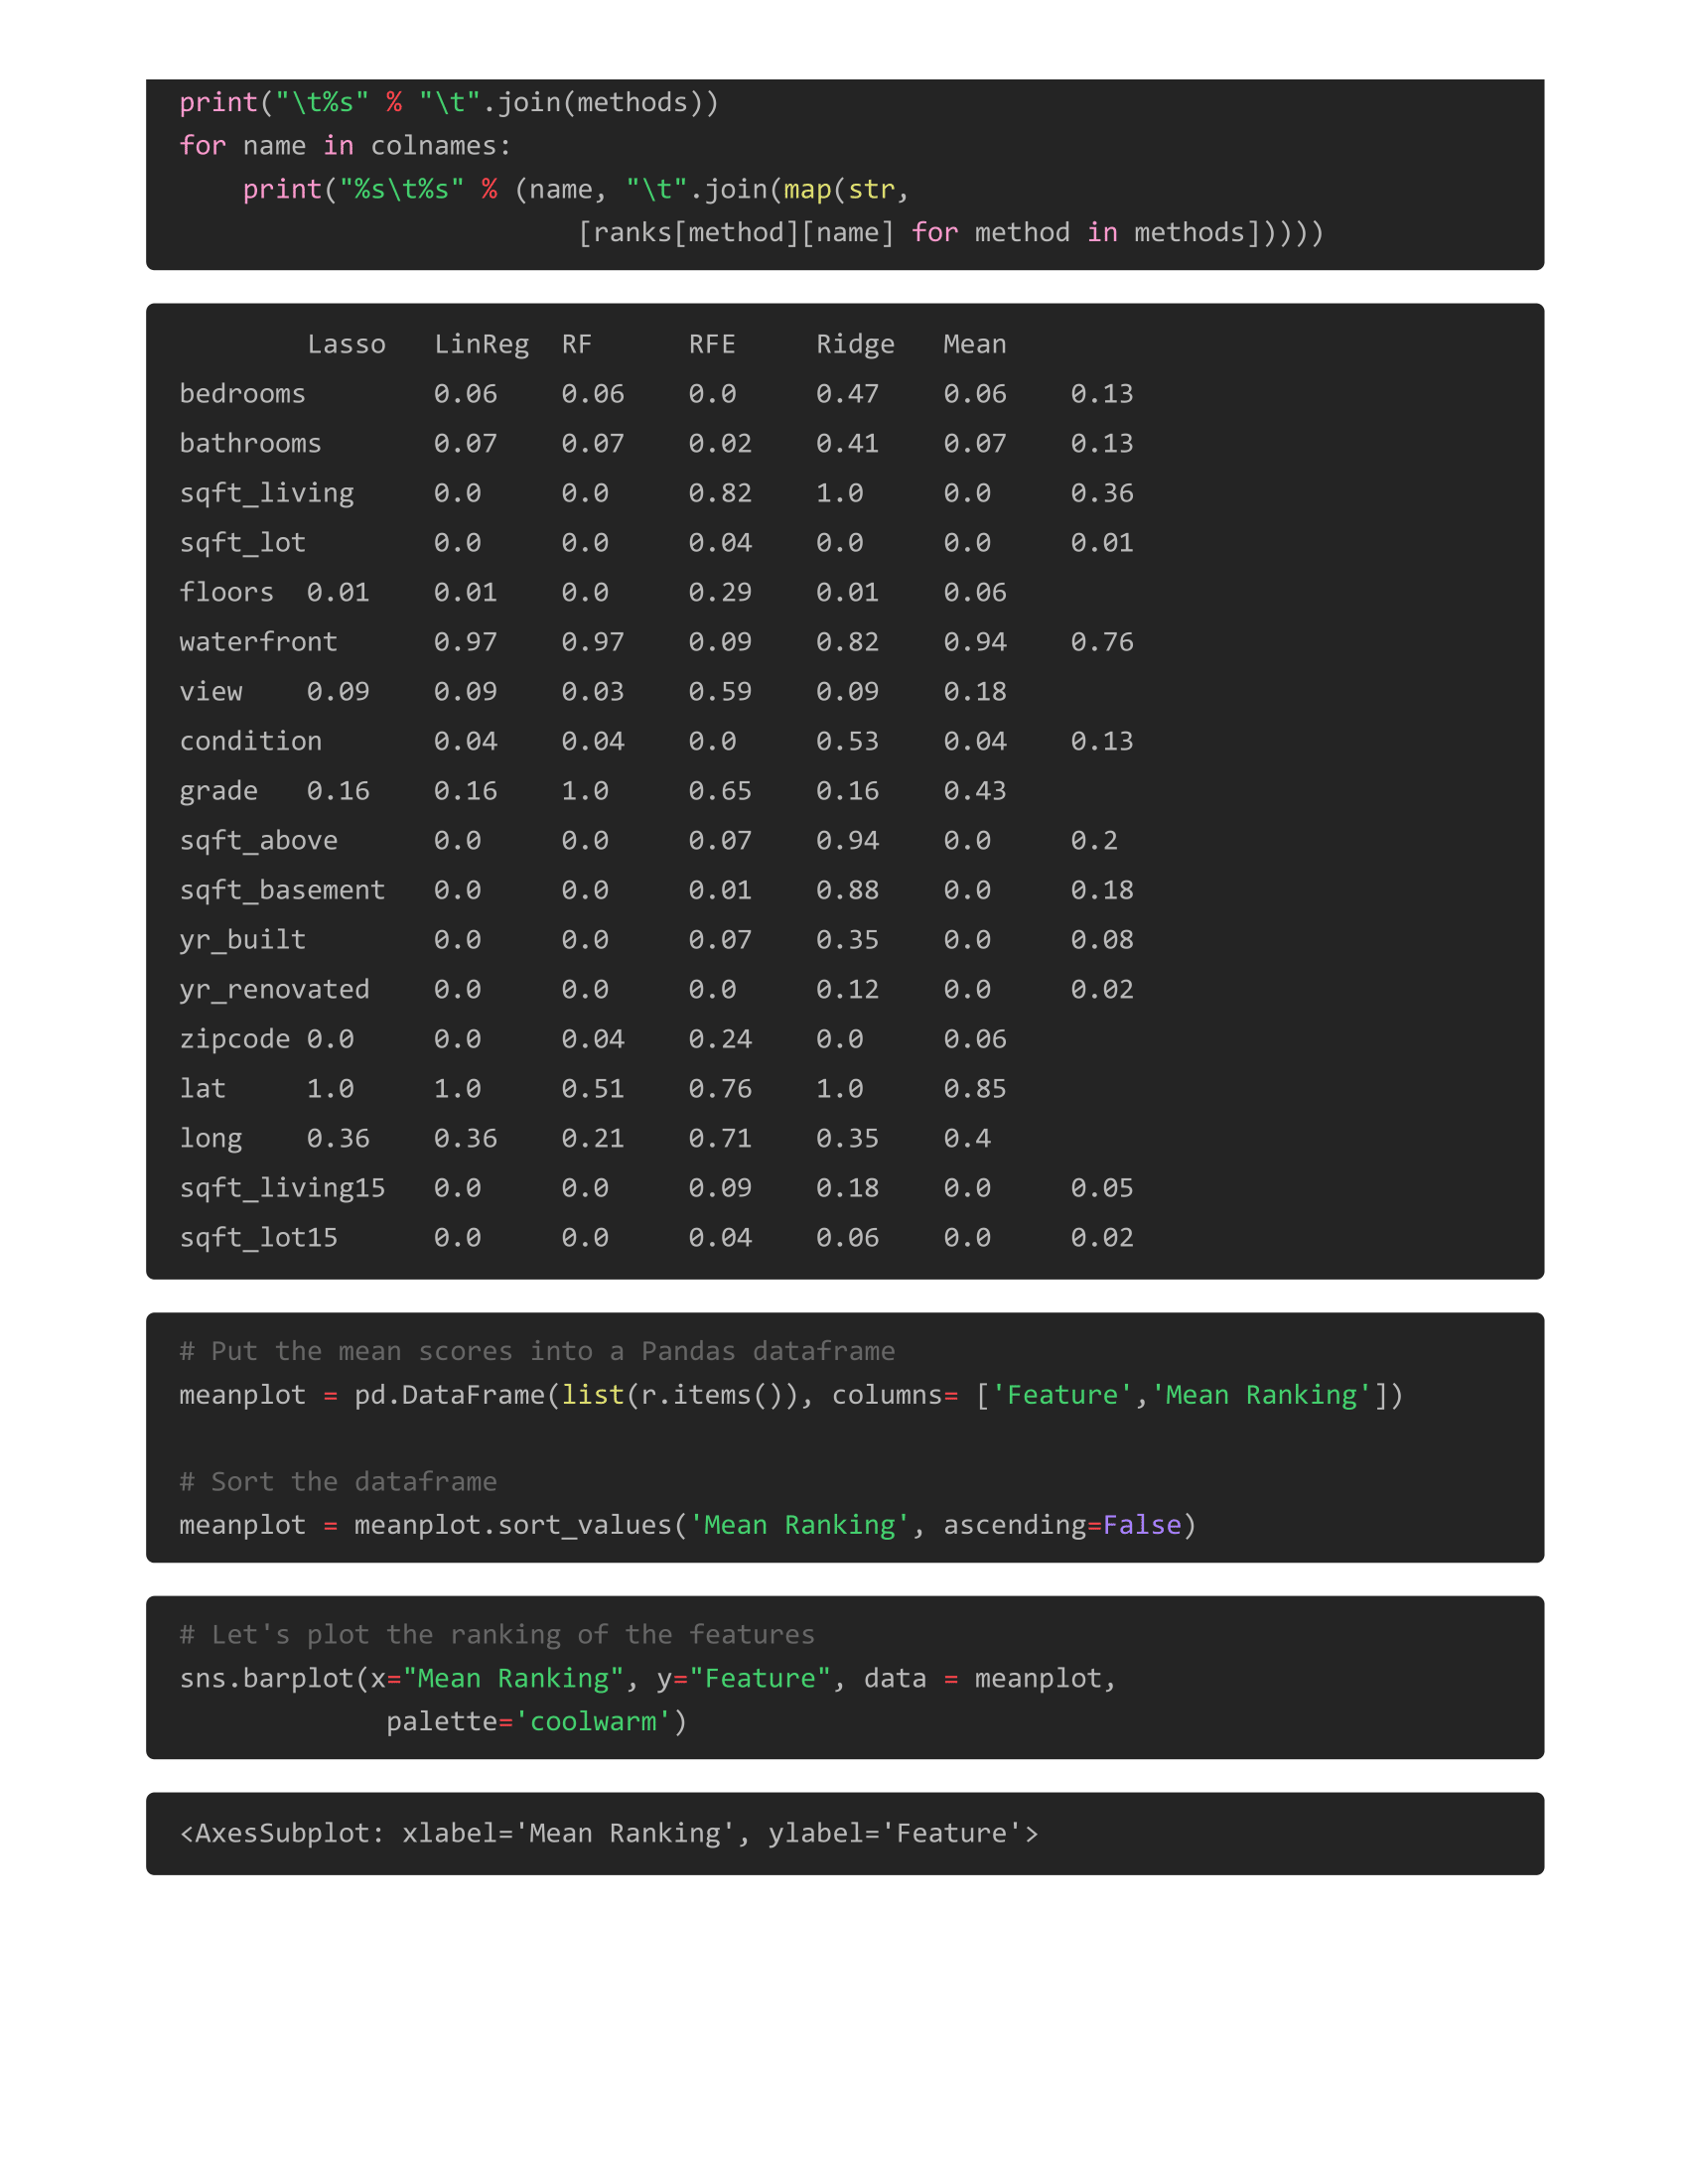 print("\t%s" % "\t".join(methods))
for name in colnames:
    print("%s\t%s" % (name, "\t".join(map(str,
                         [ranks[method][name] for method in methods]))))
        Lasso   LinReg  RF      RFE     Ridge   Mean
bedrooms        0.06    0.06    0.0     0.47    0.06    0.13
bathrooms       0.07    0.07    0.02    0.41    0.07    0.13
sqft_living     0.0     0.0     0.82    1.0     0.0     0.36
sqft_lot        0.0     0.0     0.04    0.0     0.0     0.01
floors  0.01    0.01    0.0     0.29    0.01    0.06
waterfront      0.97    0.97    0.09    0.82    0.94    0.76
view    0.09    0.09    0.03    0.59    0.09    0.18
condition       0.04    0.04    0.0     0.53    0.04    0.13
grade   0.16    0.16    1.0     0.65    0.16    0.43
sqft_above      0.0     0.0     0.07    0.94    0.0     0.2
sqft_basement   0.0     0.0     0.01    0.88    0.0     0.18
yr_built        0.0     0.0     0.07    0.35    0.0     0.08
yr_renovated    0.0     0.0     0.0     0.12    0.0     0.02
zipcode 0.0     0.0     0.04    0.24    0.0     0.06
lat     1.0     1.0     0.51    0.76    1.0     0.85
long    0.36    0.36    0.21    0.71    0.35    0.4
sqft_living15   0.0     0.0     0.09    0.18    0.0     0.05
sqft_lot15      0.0     0.0     0.04    0.06    0.0     0.02
# Put the mean scores into a Pandas dataframe
meanplot = pd.DataFrame(list(r.items()), columns= ['Feature','Mean Ranking'])
# Sort the dataframe
meanplot = meanplot.sort_values('Mean Ranking', ascending=False)
# Let's plot the ranking of the features
sns.barplot(x="Mean Ranking", y="Feature", data = meanplot,
             palette='coolwarm')
<AxesSubplot: xlabel='Mean Ranking', ylabel='Feature'>